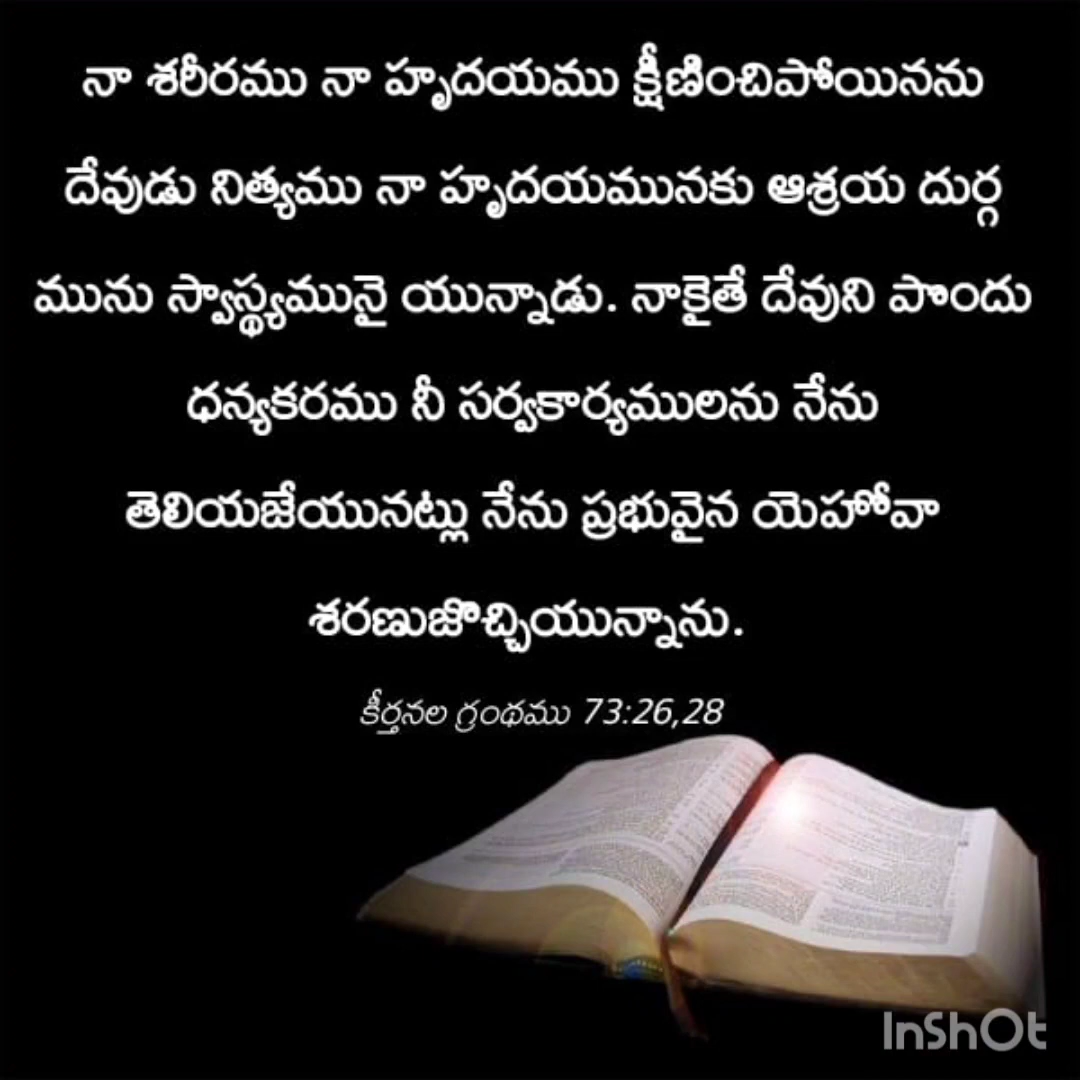 నా శరీరము నా హృదయము క్షీణించిపోయినను
దేవుడు నిత్యము నా హృదయమునకు ఆశ్రయ దుర్గ
మును స్వాస్థ్యమునై యున్నాడు. నాకైతే దేవుని పొందు
ధన్యకరము నీ సర్వకార్యములను నేను
తెలియజేయునట్లు నేను ప్రభువైన యెహోవా
శరణుజొచ్చియున్నాను.
కీర్తనల గ్రంథము 73:26,28
InShOt